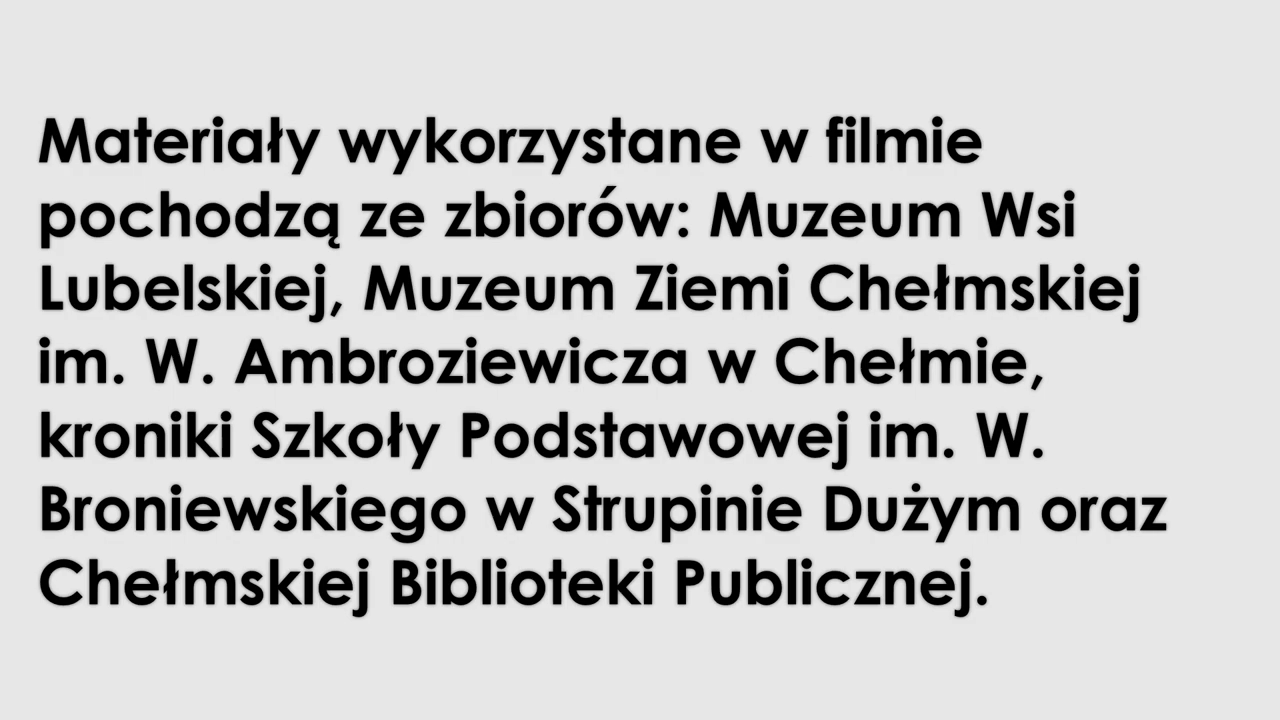 Materiały wykorzystane w filmie
pochodzą ze zbiorów: Muzeum Wsi
Lubelskiej, Muzeum Ziemi Chełmskiej
im. W. Ambroziewicza w Chełmie,
kroniki Szkoły Podstawowej im. W.
Broniewskiego w Strupinie Dużym oraz
Chełmskiej Biblioteki Publicznej.